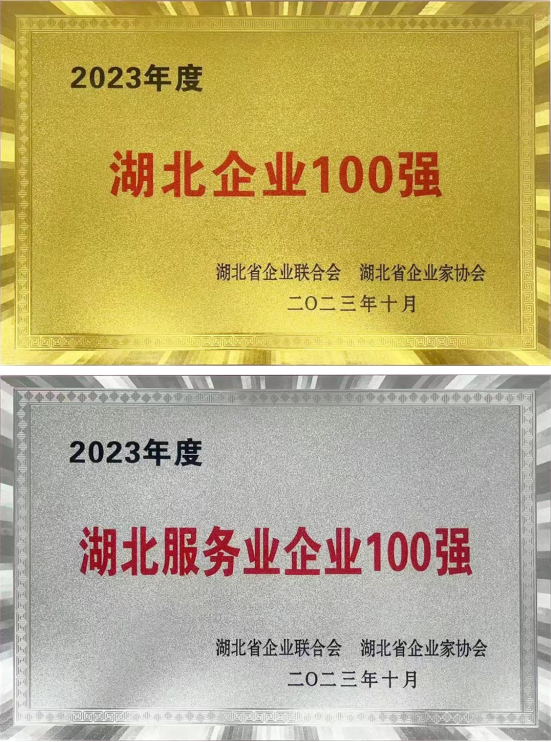 2023年度
湖北企业100强
湖北省企业联合会 湖北省企业家协会
二〇二三年十月
2023年度
湖北服务业企业100强
湖北省企业联合会 湖北省企业家协会
二〇二三年十月